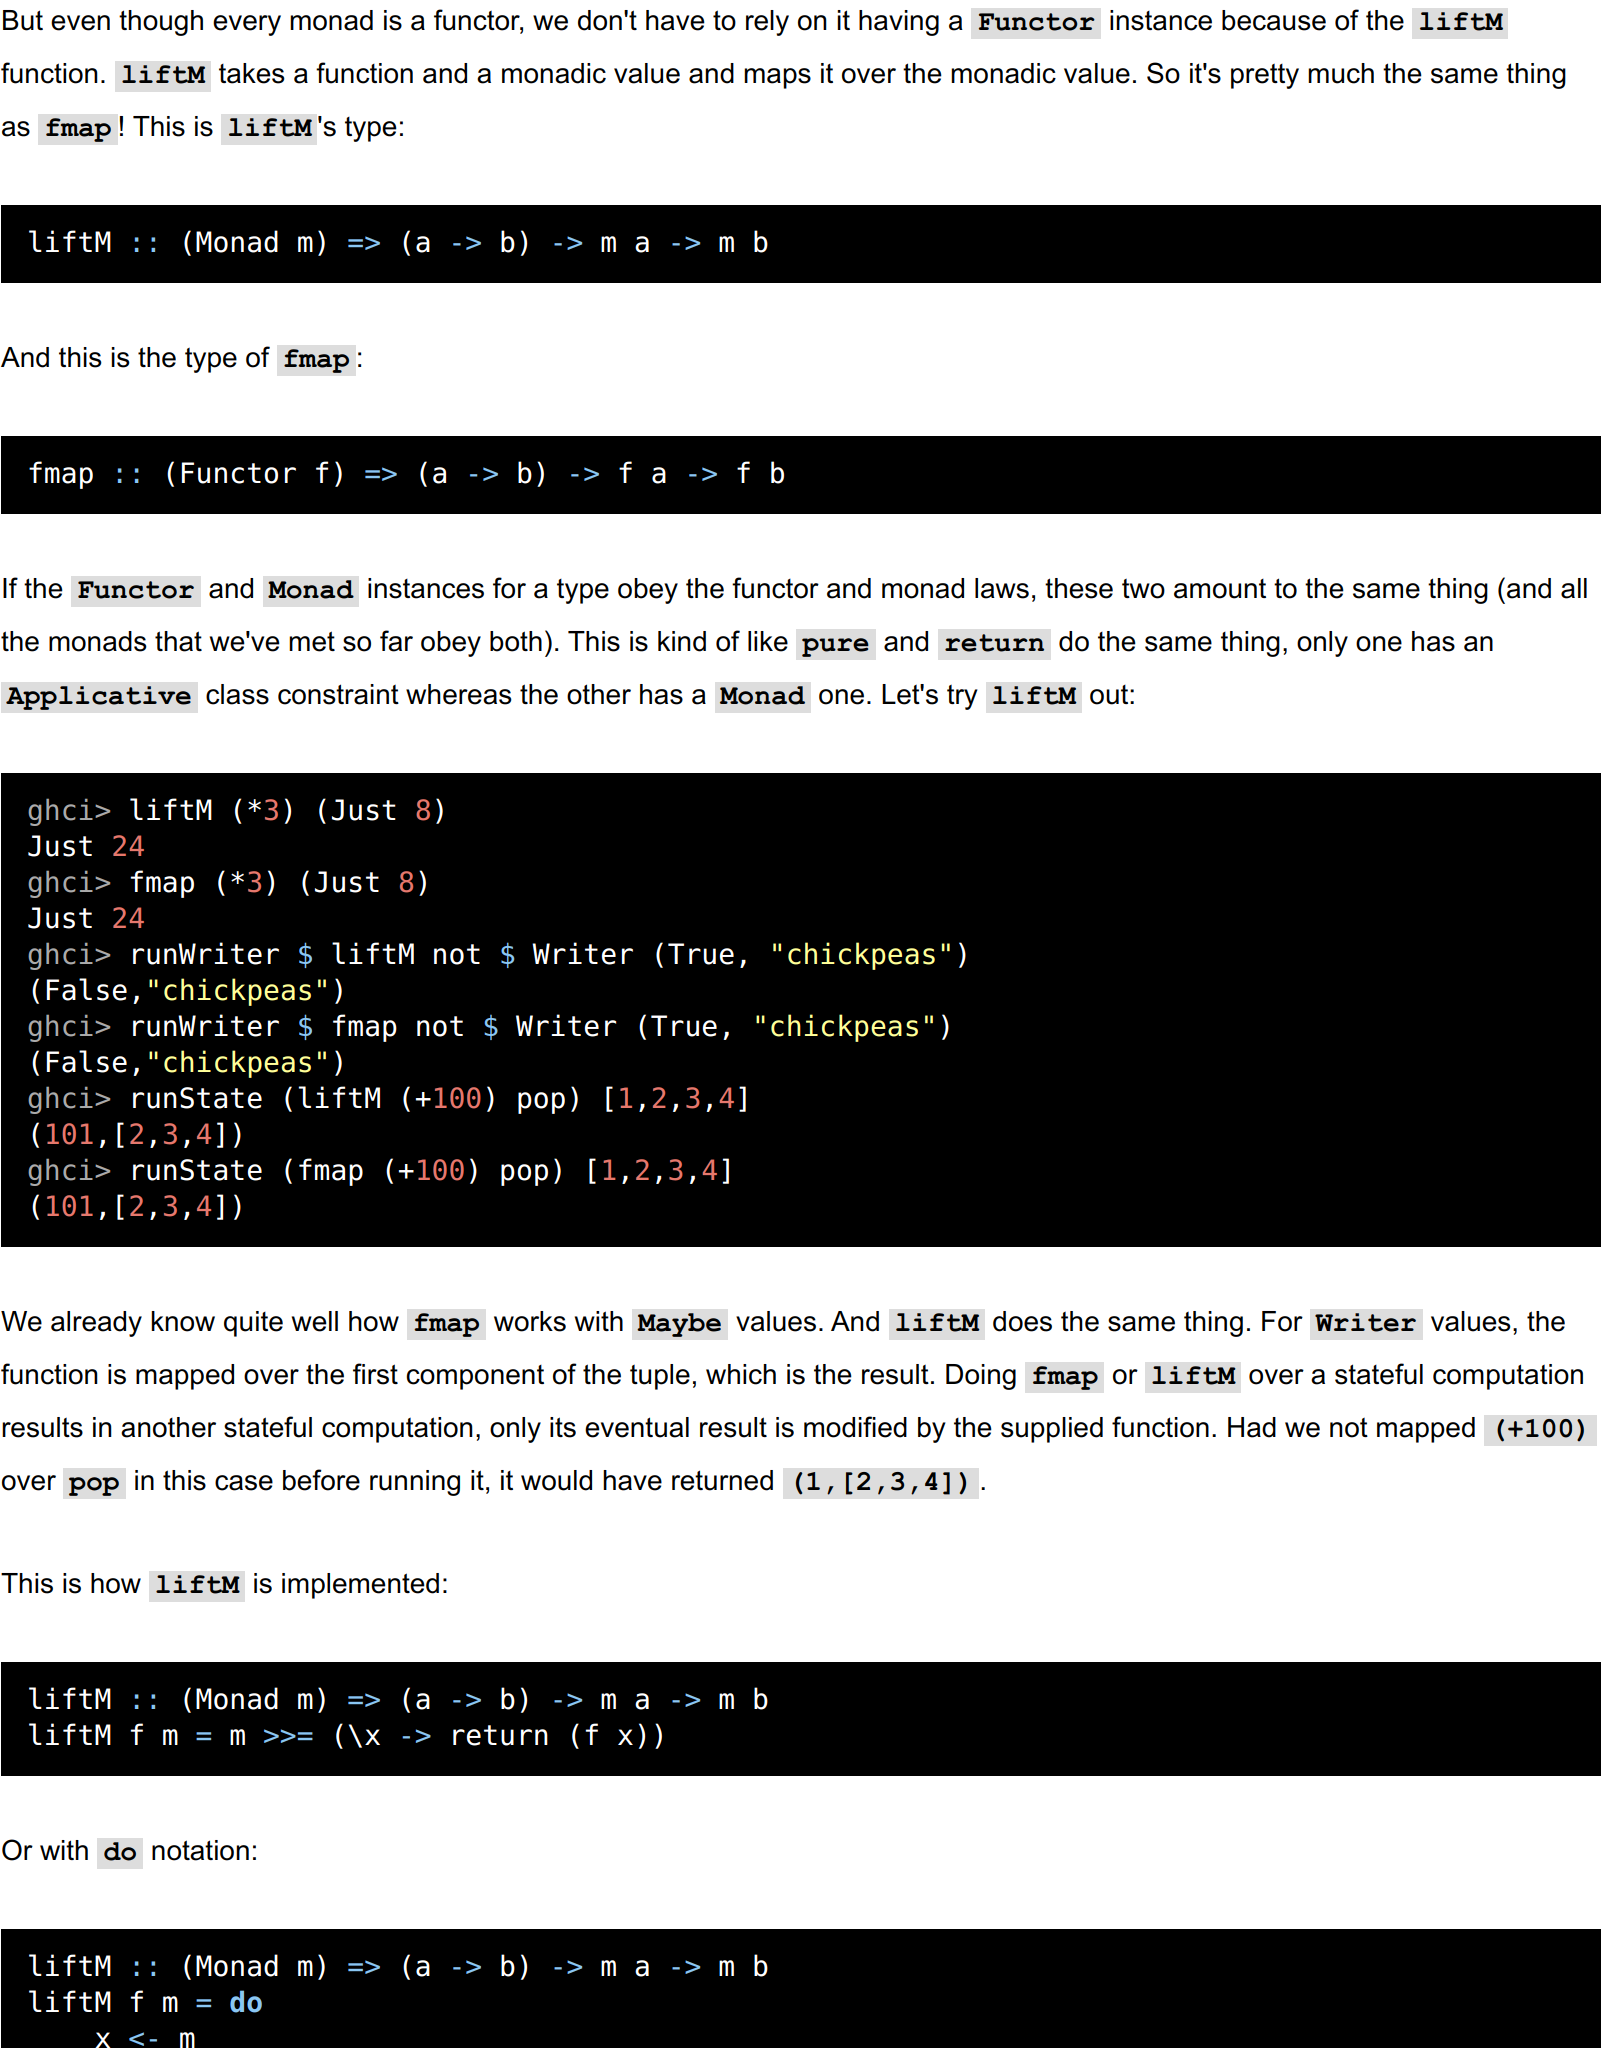 But even though every monad is a functor, we don't have to rely on it having a Functor instance because of the liftM
function. liftM takes a function and a monadic value and maps it over the monadic value. So it's pretty much the same thing
as fmap! This is liftM's type:
liftM :: (Monad m) => (a -> b) -> m a -> m b
And this is the type of fmap:
fmap :: (Functor f) => (a -> b) -> f a -> f b
If the Functor and Monad instances for a type obey the functor and monad laws, these two amount to the same thing (and all
the monads that we've met so far obey both). This is kind of like pure and return do the same thing, only one has an
Applicative class constraint whereas the other has a Monad one. Let's try liftM out:
ghci> liftM (*3) (Just 8)
Just 24
ghci> fmap (*3) (Just 8)
Just 24
ghci> runWriter $ liftM not $ Writer (True, "chickpeas")
(False,"chickpeas")
ghci> runWriter $ fmap not $ Writer (True, "chickpeas")
(False,"chickpeas")
ghci> runState (liftM (+100) pop) [1,2,3,4]
(101,[2,3,4])
ghci> runState (fmap (+100) pop) [1,2,3,4]
(101,[2,3,4])
We already know quite well how fmap works with Maybe values. And liftM does the same thing. For Writer values, the
function is mapped over the first component of the tuple, which is the result. Doing fmap or liftM over a stateful computation
results in another stateful computation, only its eventual result is modified by the supplied function. Had we not mapped (+100)
over pop in this case before running it, it would have returned (1,[2,3,4]).
This is how liftM is implemented:
liftM :: (Monad m) => (a -> b) -> m a -> m b
liftM f m = m >>= (\x -> return (f x))
Or with do notation:
liftM :: (Monad m) => (a -> b) -> m a -> m b
liftM f m = do
    x <- m